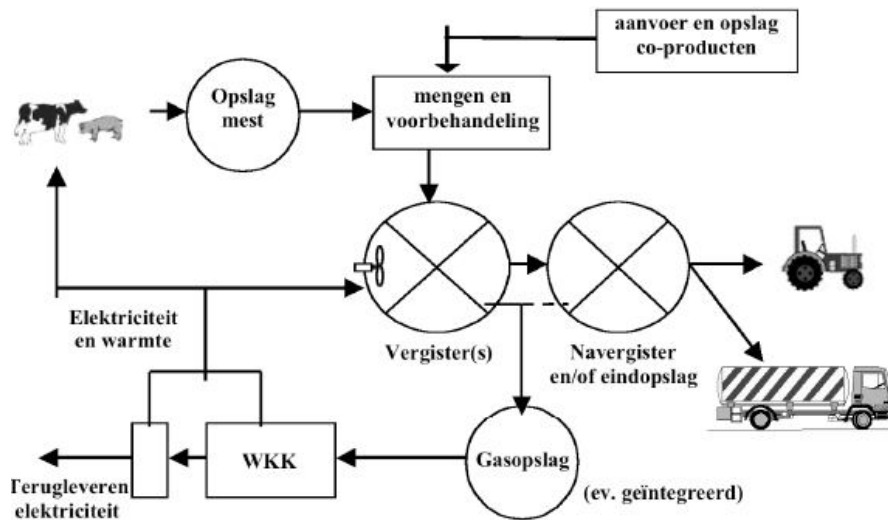 aanvoer en opslag
co-producten
Opslag
mest
mengen en
voorbehandeling
Elektriciteit
en warmte
Vergister(s)
Navergister
en/of eindopslag
WKK
Gasopslag
(ev. geïntegreerd)
Terugleveren
elektriciteit